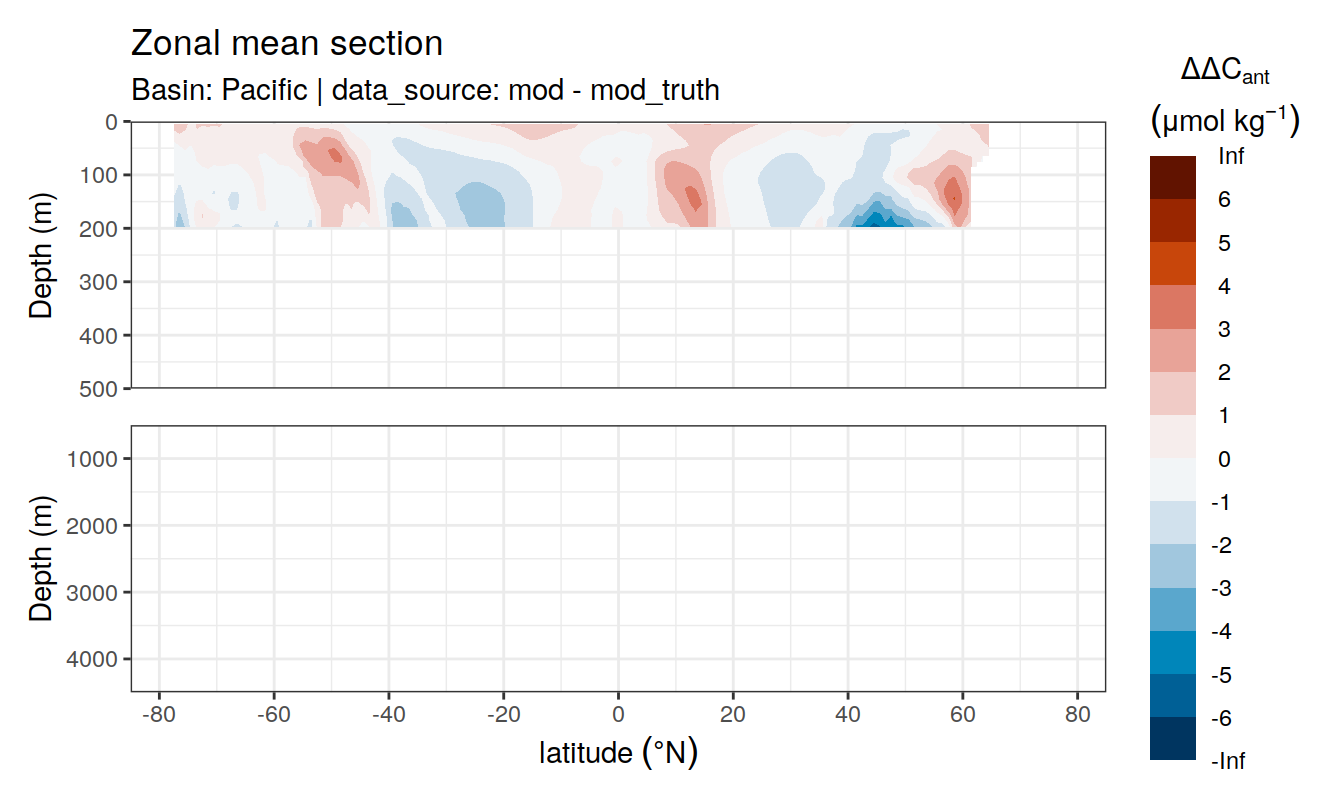 Zonal mean section
Basin: Pacific | data_source: mod - mod_truth
ΔΔCant
(μmol kg⁻¹)
Depth (m)
0
100
200
300
400
500
Depth (m)
1000
2000
3000
4000
-80 -60 -40 -20 0 20 40 60 80
latitude (°N)
Inf
6
5
4
3
2
1
0
-1
-2
-3
-4
-5
-6
-Inf